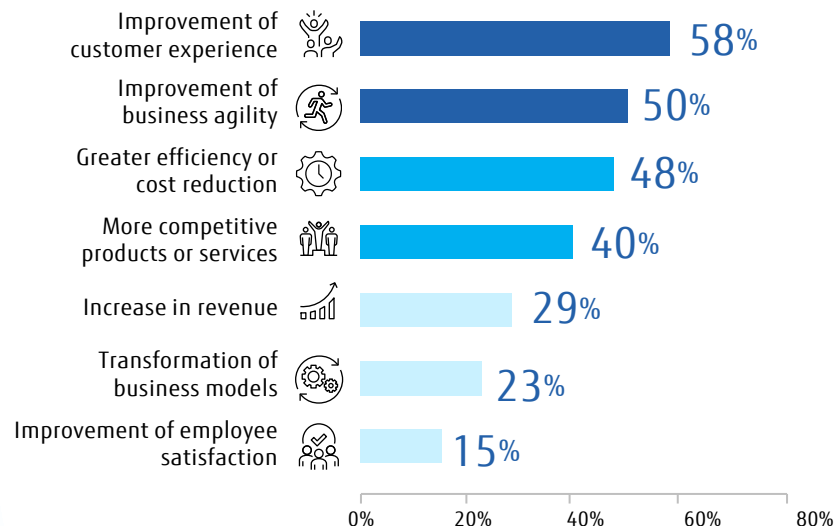 Improvement of
customer experience
58%
Improvement of
business agility
50%
Greater efficiency or
cost reduction
48%
More competitive
products or services
40%
Increase in revenue
29%
Transformation of
business models
23%
Improvement of employee
satisfaction
15%
0% 20% 40% 60% 80%